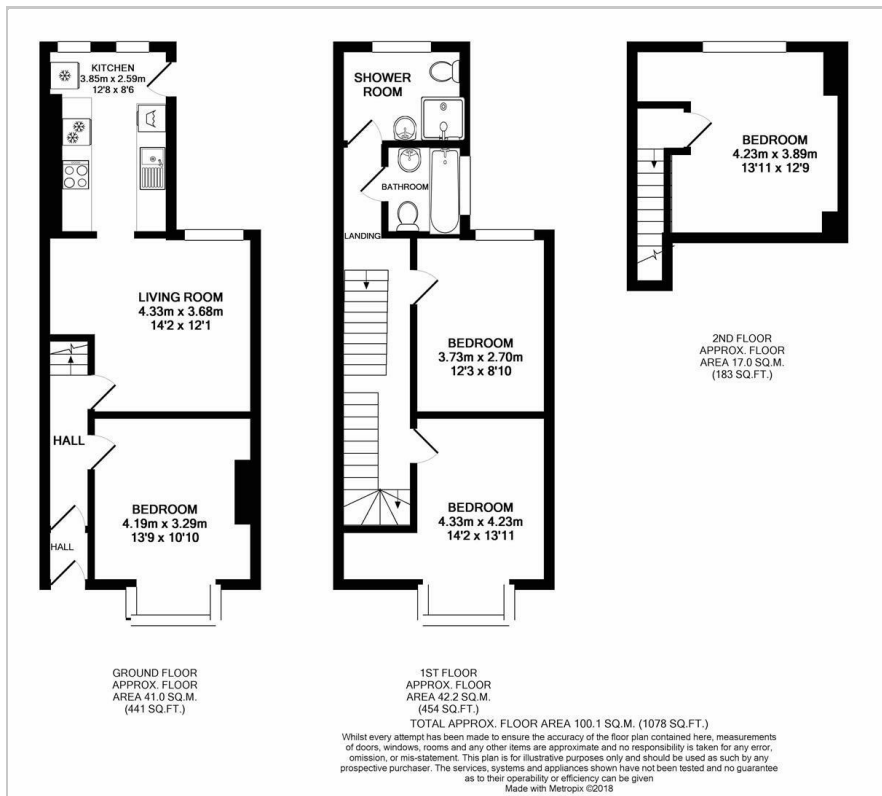 KITCHEN
3.85m x 2.59m
12'8 x 8'6
LIVING ROOM
4.33m x 3.68m
14'2 x 12'1
HALL
BEDROOM
4.19m x 3.29m
13'9 x 10'10
HALL
GROUND FLOOR
APPROX. FLOOR
AREA 41.0 SQ.M.
(441 SQ.FT.)
SHOWER
ROOM
BATHROOM
LANDING
BEDROOM
3.73m x 2.70m
12'3 x 8'10
BEDROOM
4.33m x 4.23m
14'2 x 13'11
1ST FLOOR
APPROX. FLOOR
AREA 42.2 SQ.M.
(454 SQ.FT.)
BEDROOM
4.23m x 3.89m
13'11 x 12'9
2ND FLOOR
APPROX. FLOOR
AREA 17.0 SQ.M.
(183 SQ.FT.)
TOTAL APPROX. FLOOR AREA 100.1 SQ.M. (1078 SQ.FT.)
Whilst every attempt has been made to ensure the accuracy of the floor plan contained here, measurements
of doors, windows, rooms and any other items are approximate and no responsibility is taken for any error,
omission, or mis-statement. This plan is for illustrative purposes only and should be used as such by any
prospective purchaser. The services, systems and appliances shown have not been tested and no guarantee
as to their operability or efficiency can be given
Made with Metropix ©2018